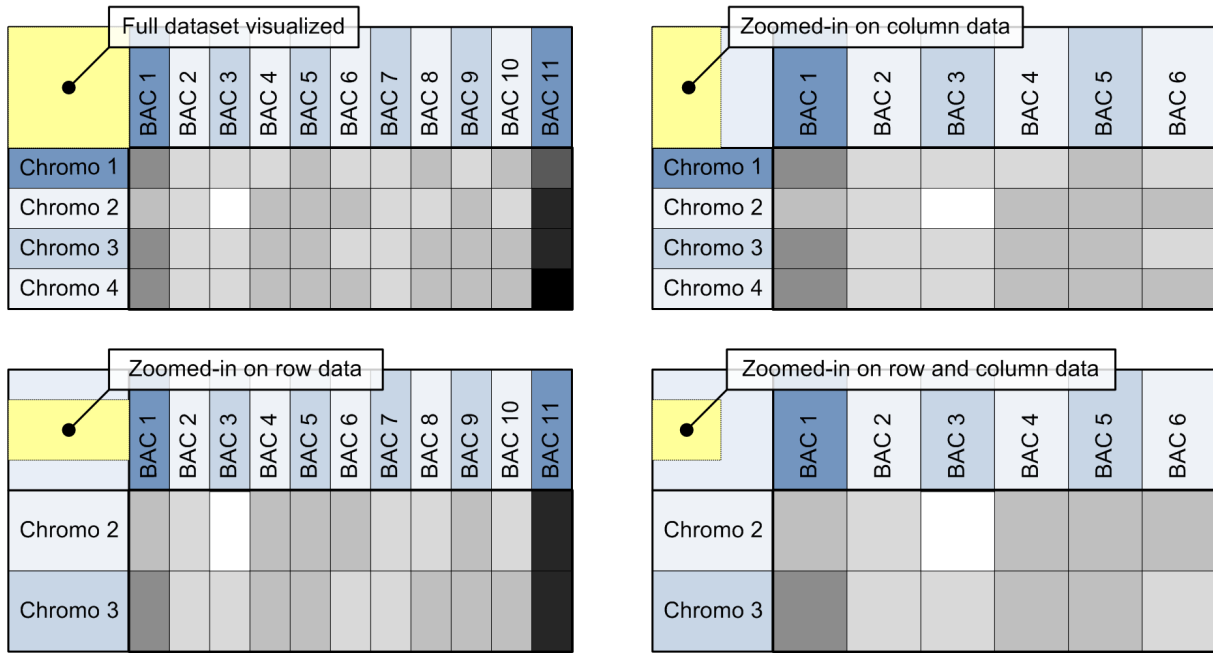 Full dataset visualized
BAC 1
BAC 2
BAC 3
BAC 4
BAC 5
BAC 6
BAC 7
BAC 8
BAC 9
BAC 10
BAC 11
Chromo 1
Chromo 2
Chromo 3
Chromo 4
Zoomed-in on column data
BAC 1
BAC 2
BAC 3
BAC 4
BAC 5
BAC 6
Chromo 1
Chromo 2
Chromo 3
Chromo 4
Zoomed-in on row data
BAC 1
BAC 2
BAC 3
BAC 4
BAC 5
BAC 6
BAC 7
BAC 8
BAC 9
BAC 10
BAC 11
Chromo 2
Chromo 3
Zoomed-in on row and column data
BAC 1
BAC 2
BAC 3
BAC 4
BAC 5
BAC 6
Chromo 2
Chromo 3